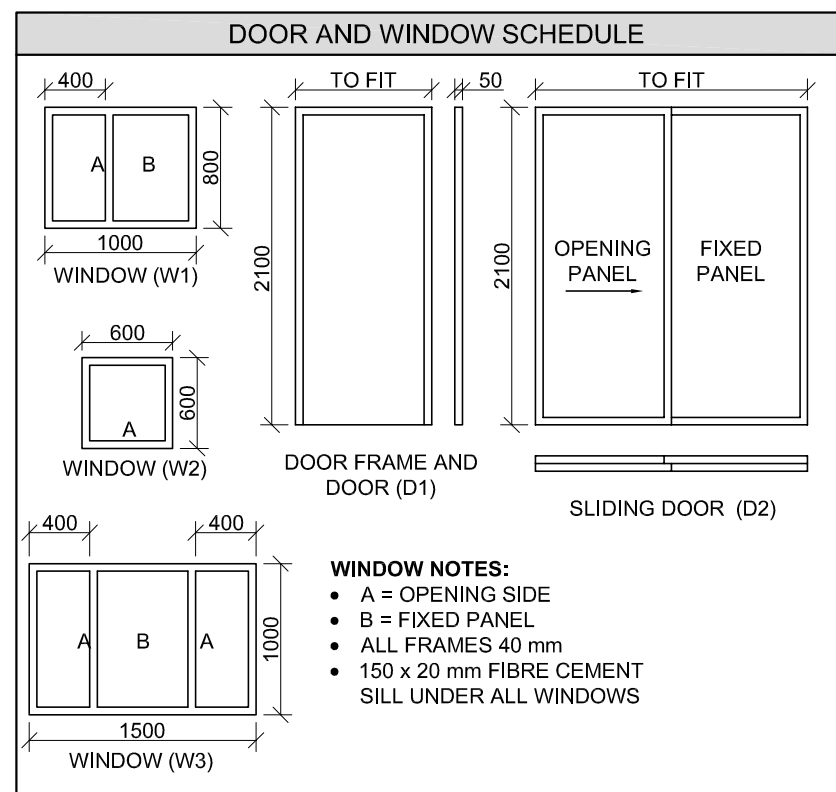 DOOR AND WINDOW SCHEDULE
400
A
B
800
1000
WINDOW (W1)
600
600
A
WINDOW (W2)
400
400
A
B
A
1000
1500
WINDOW (W3)
TO FIT
50
2100
DOOR FRAME AND
DOOR (D1)
TO FIT
2100
OPENING
PANEL
FIXED
PANEL
SLIDING DOOR (D2)
WINDOW NOTES:
• A = OPENING SIDE
• B = FIXED PANEL
• ALL FRAMES 40 mm
• 150 x 20 mm FIBRE CEMENT
SILL UNDER ALL WINDOWS